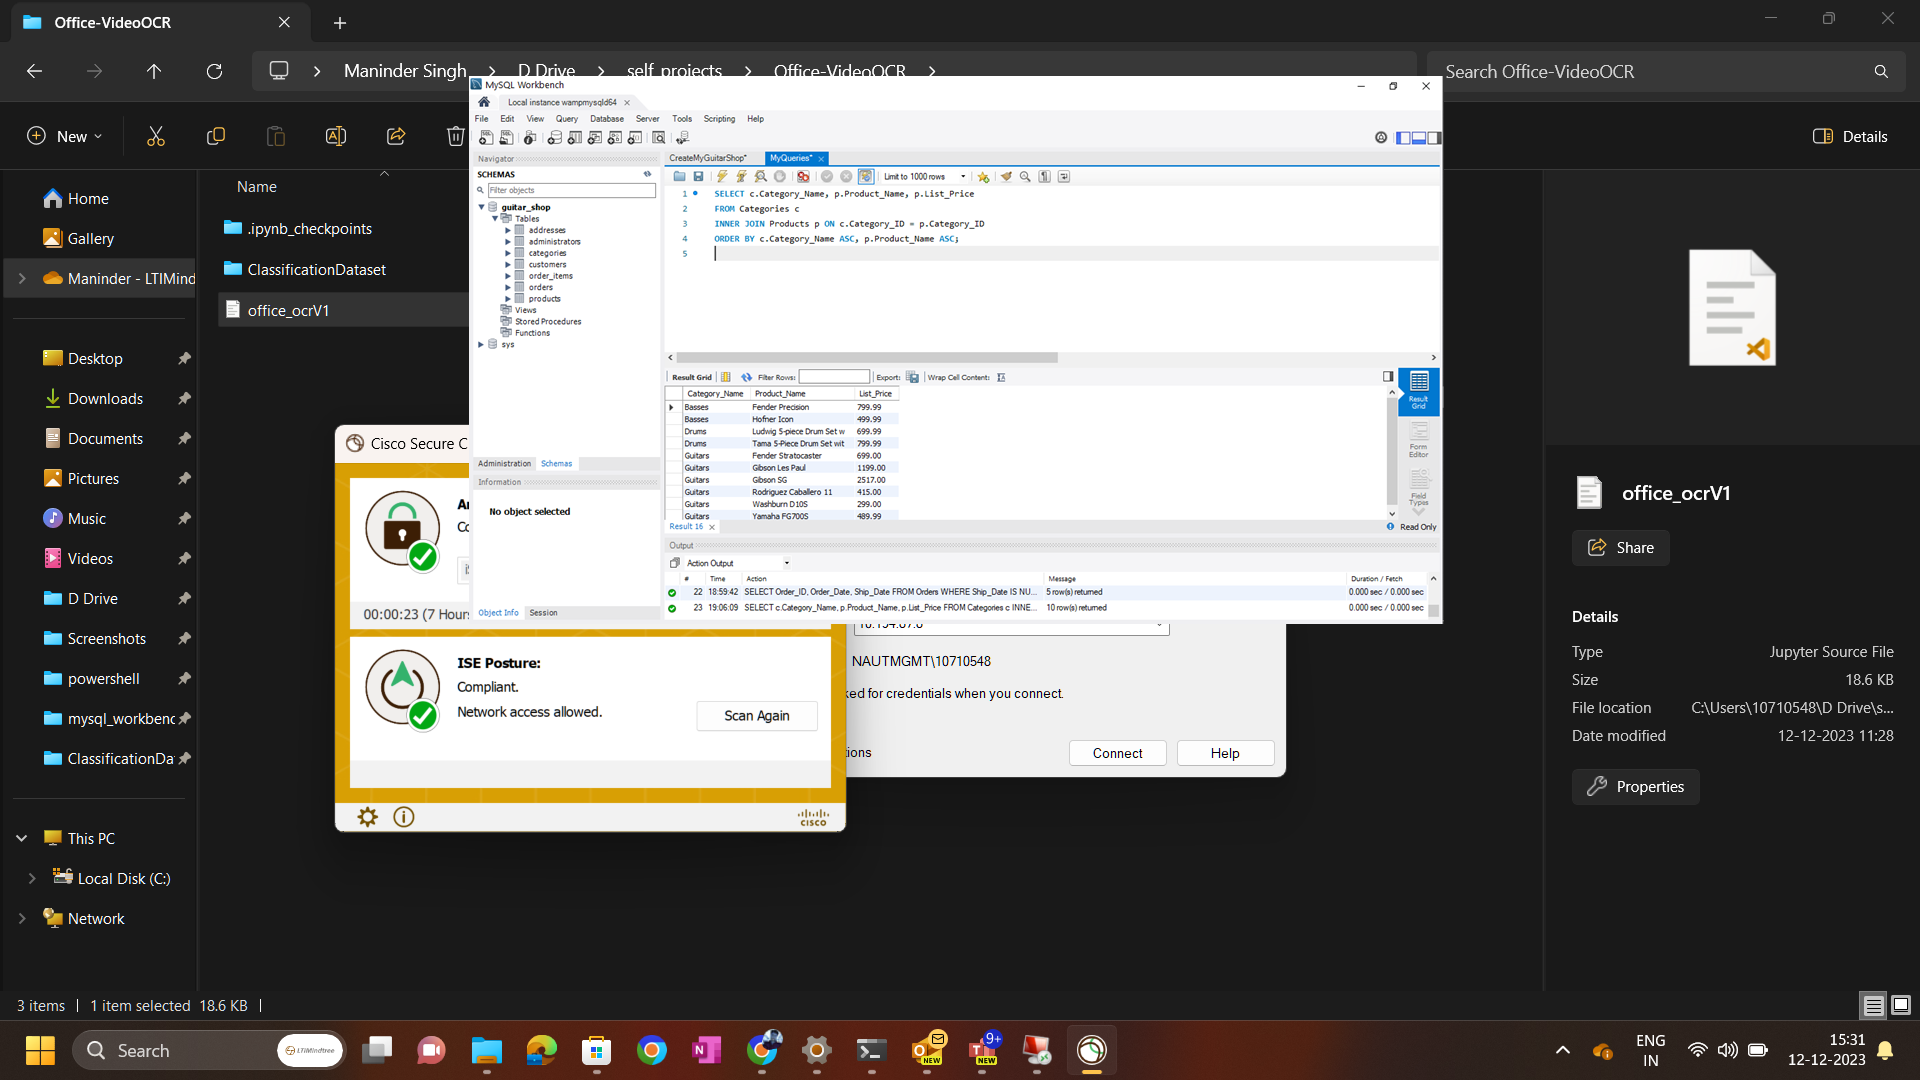 Office-VideoOCR
Maninder Singh
D Drive
self_projects
Office-VideoOCR
Search Office-VideoOCR
New
Details
Home
Gallery
Maninder - LTIMind
Desktop
Downloads
Documents
Pictures
Music
Videos
D Drive
Screenshots
powershell
mysql_workbenc
ClassificationDa
This PC
Local Disk (C:)
Network
Name
.ipynb_checkpoints
ClassificationDataset
office_ocrV1
MySQL Workbench
Local instance wampmysqld64
File Edit View Query Database Server Tools Scripting Help
Navigator
SCHEMAS
Filter objects
guitar_shop
Tables
addresses
administrators
categories
customers
order_items
orders
products
Views
Stored Procedures
Functions
sys
Administration Schemas
Information
No object selected
Object Info Session
CreateMyGuitarShop* MyQueries*
Limit to 1000 rows
1 SELECT c.Category_Name, p.Product_Name, p.List_Price
2 FROM Categories c
3 INNER JOIN Products p ON c.Category_ID = p.Category_ID
4 ORDER BY c.Category_Name ASC, p.Product_Name ASC;
5
Result Grid Filter Rows: Export: Wrap Cell Content:
Category_Name Product_Name List_Price
Basses Fender Precision 799.99
Basses Hofner Icon 499.99
Drums Ludwig 5-piece Drum Set w 699.99
Drums Tama 5-Piece Drum Set wit 799.99
Guitars Fender Stratocaster 699.00
Guitars Gibson Les Paul 1199.00
Guitars Gibson SG 2517.00
Guitars Rodriguez Caballero 11 415.00
Guitars Washburn D10S 299.00
Guitars Yamaha FG700S 489.99
Result Grid
Form Editor
Field Types
Result 16
Read Only
Output
Action Output
# Time Action Message Duration / Fetch
22 18:59:42 SELECT Order_ID, Order_Date, Ship_Date FROM Orders WHERE Ship_Date IS NU... 5 row(s) returned 0.000 sec / 0.000 sec
23 19:06:09 SELECT c.Category_Name, p.Product_Name, p.List_Price FROM Categories c INNE... 10 row(s) returned 0.000 sec / 0.000 sec
Cisco Secure C
00:00:23 (7 Hour
ISE Posture:
Compliant.
Network access allowed.
Scan Again
cisco
NAUTMGMT\10710548
ked for credentials when you connect.
tions
Connect
Help
office_ocrV1
Share
Details
Type Jupyter Source File
Size 18.6 KB
File location C:\Users\10710548\D Drive\s...
Date modified 12-12-2023 11:28
Properties
3 items 1 item selected 18.6 KB
Search
LTIMindtree
NEW
9+
NEW
ENG
IN
15:31
12-12-2023